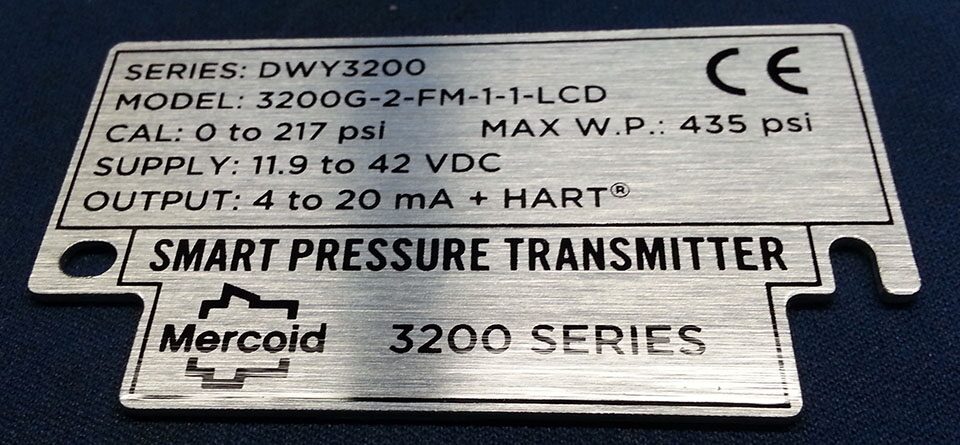 SERIES: DWY3200
CE
MODEL: 3200G-2-FM-1-1-LCD
CAL: 0 to 217 psi MAX W.P.: 435 psi
SUPPLY: 11.9 to 42 VDC
OUTPUT: 4 to 20 mA + HART®
SMART PRESSURE TRANSMITTER
Mercoid 3200 SERIES